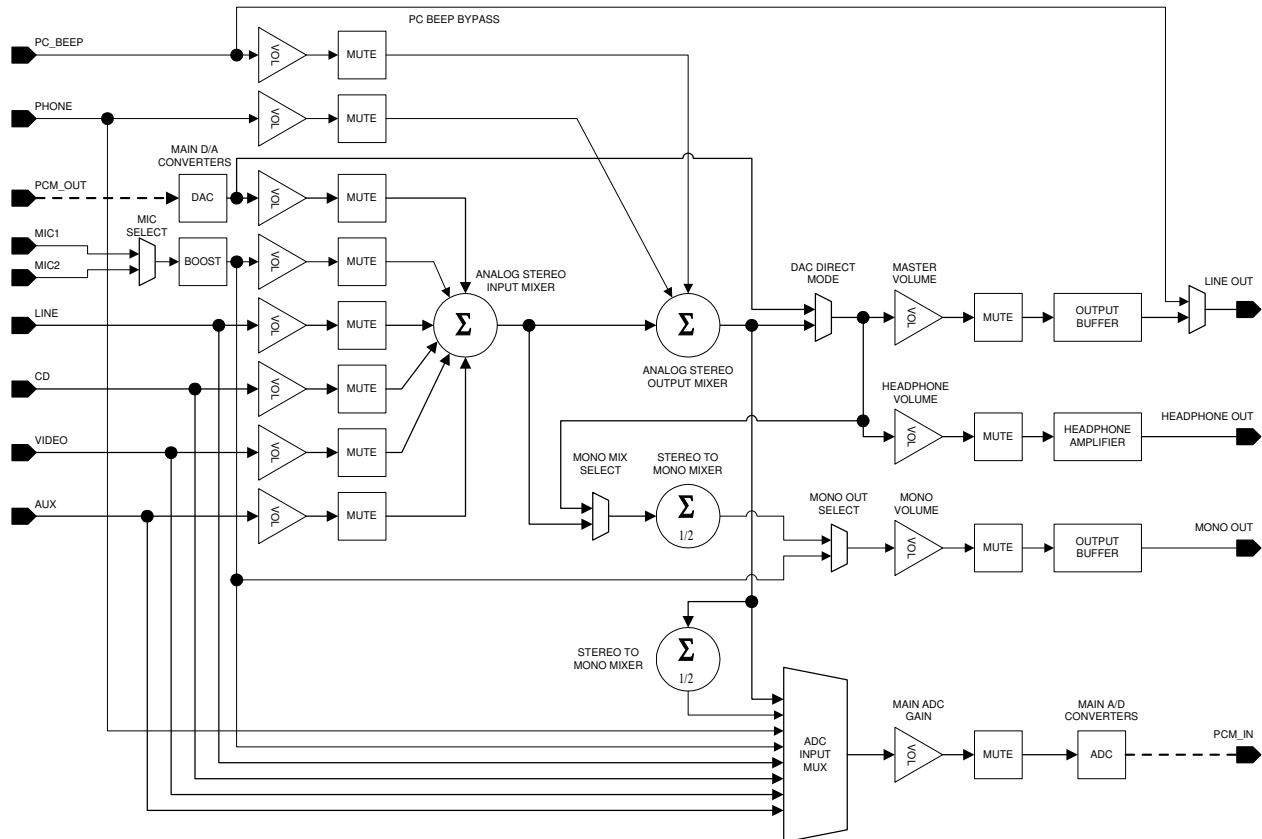 PC BEEP BYPASS
PC_BEEP
VOL
MUTE
PHONE
VOL
MUTE
MAIN D/A
CONVERTERS
PCM_OUT
DAC
VOL
MUTE
MIC
SELECT
MIC1
MIC2
BOOST
VOL
MUTE
LINE
VOL
MUTE
CD
VOL
MUTE
VIDEO
VOL
MUTE
AUX
VOL
MUTE
ANALOG STEREO
INPUT MIXER
Σ
Σ
ANALOG STEREO
OUTPUT MIXER
DAC DIRECT
MODE
MASTER
VOLUME
VOL
MUTE
OUTPUT
BUFFER
LINE OUT
HEADPHONE
VOLUME
VOL
MUTE
HEADPHONE
AMPLIFIER
HEADPHONE OUT
MONO MIX
SELECT
STEREO TO
MONO MIXER
Σ
1/2
MONO OUT
SELECT
MONO
VOLUME
VOL
MUTE
OUTPUT
BUFFER
MONO OUT
STEREO TO
MONO MIXER
Σ
1/2
ADC
INPUT
MUX
MAIN ADC
GAIN
VOL
MUTE
MAIN A/D
CONVERTERS
ADC
PCM_IN